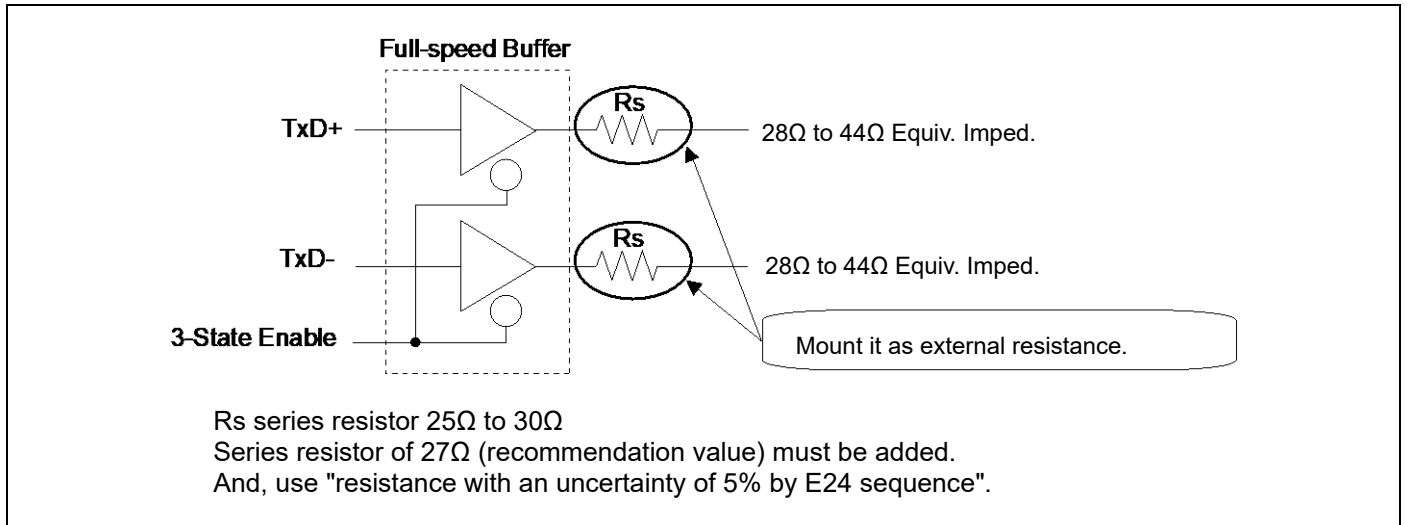 Full-speed Buffer
Rs
TxD+
28Ω to 44Ω Equiv. Imped.
Rs
TxD-
28Ω to 44Ω Equiv. Imped.
3-State Enable
Mount it as external resistance.
Rs series resistor 25Ω to 30Ω
Series resistor of 27Ω (recommendation value) must be added.
And, use "resistance with an uncertainty of 5% by E24 sequence".